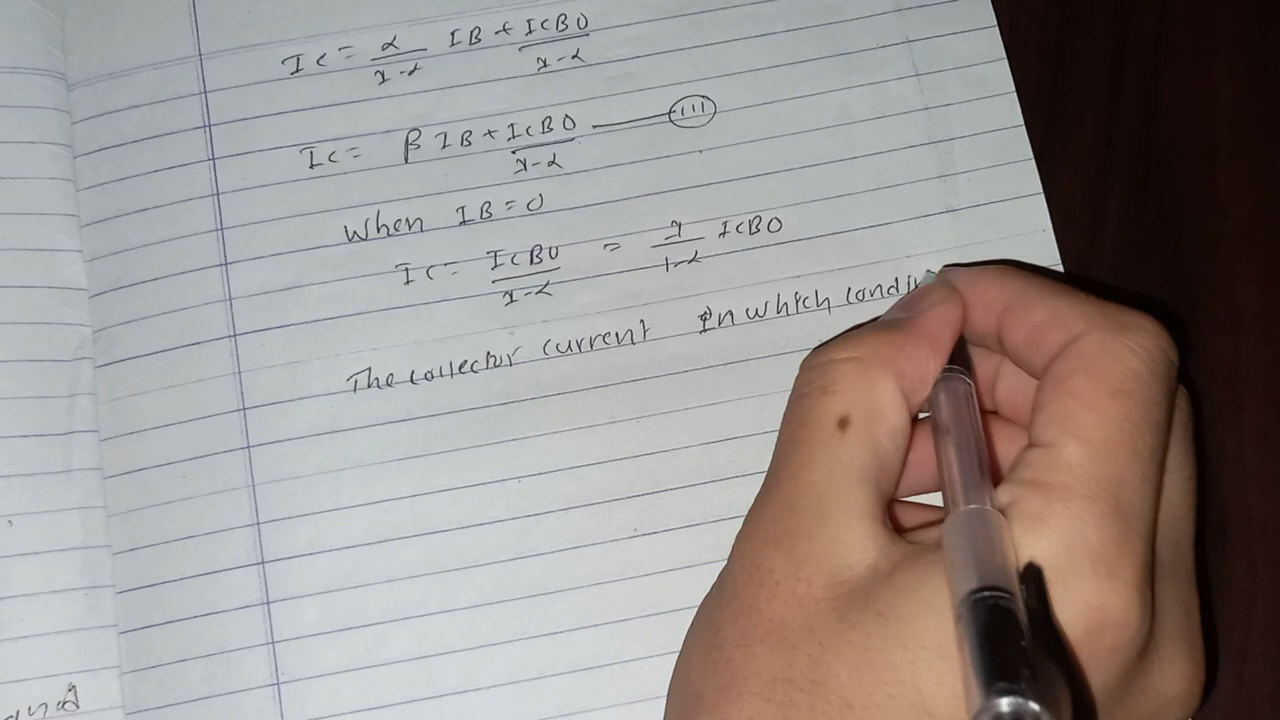 IC = α/1-α IB + ICBO/1-α
IC = β IB + ICBO/1-α — (III)
When IB = 0
IC = ICBO/1-α = 1/1-α ICBO
The collector current In which condi